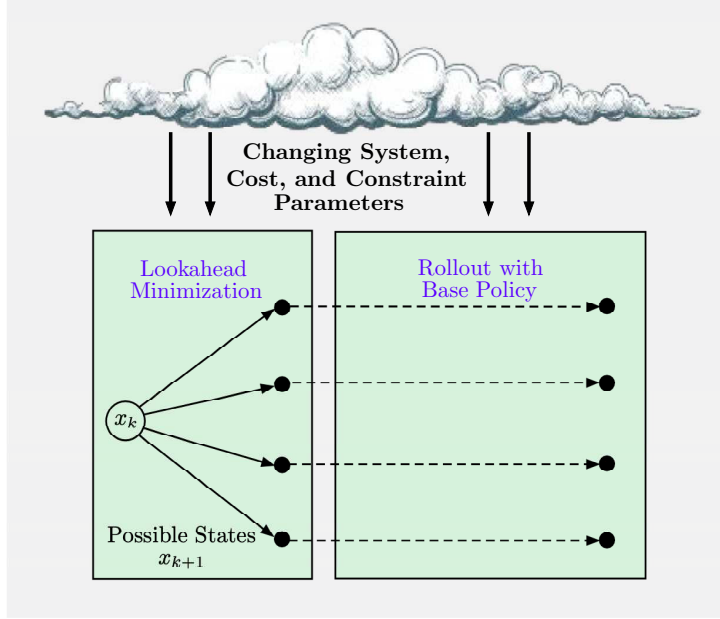 Changing System,
Cost, and Constraint
Parameters
Lookahead
Minimization
Rollout with
Base Policy
x_k
Possible States
x_{k+1}